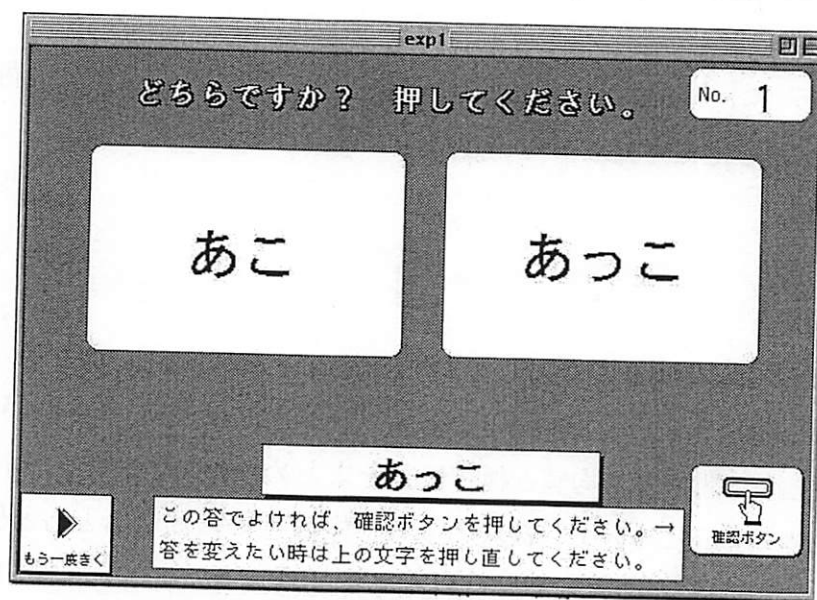 exp1
どちらですか？ 押してください。
No. 1
あこ
あっこ
あっこ
もう一度きく
この答でよければ、確認ボタンを押してください。→
答を変えたい時は上の文字を押し直してください。
確認ボタン